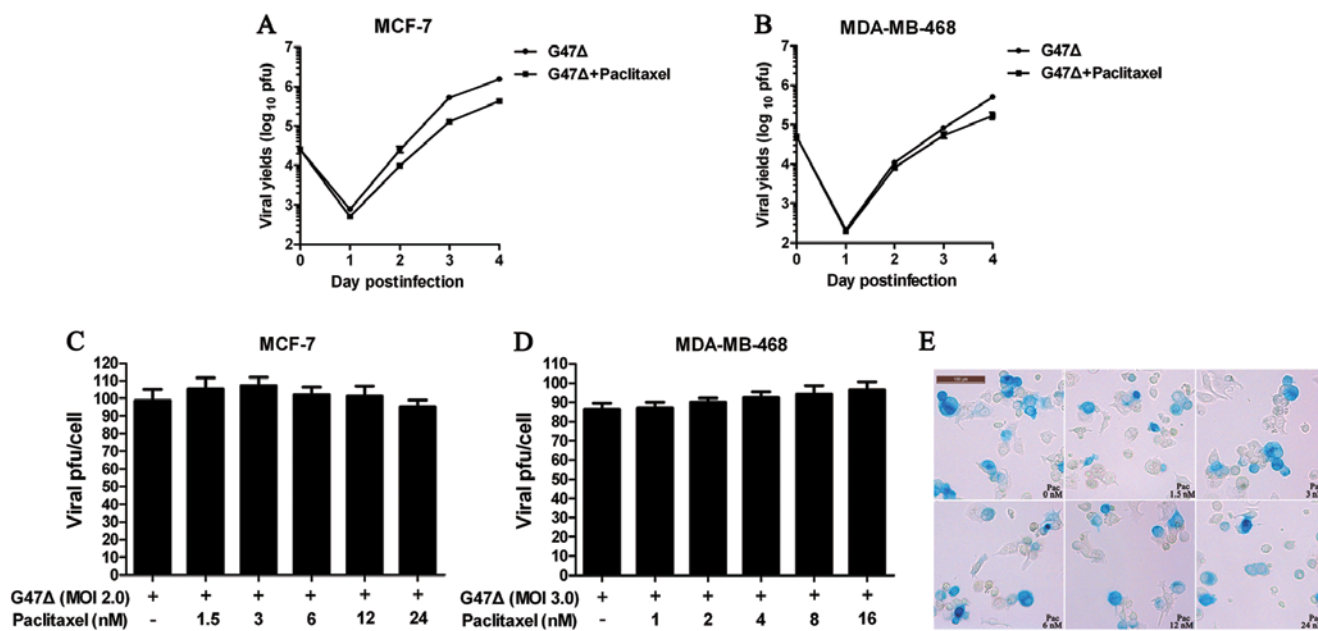 A
MCF-7
Viral yields (log10 pfu)
7
6
5
4
3
2
0 1 2 3 4
Day postinfection
G47Δ
G47Δ+Paclitaxel
B
MDA-MB-468
Viral yields (log10 pfu)
7
6
5
4
3
2
0 1 2 3 4
Day postinfection
G47Δ
G47Δ+Paclitaxel
C
MCF-7
Viral pfu/cell
120
110
100
90
80
70
60
50
40
30
20
10
0
G47Δ (MOI 2.0) + + + + + +
Paclitaxel (nM) - 1.5 3 6 12 24
D
MDA-MB-468
Viral pfu/cell
110
100
90
80
70
60
50
40
30
20
10
0
G47Δ (MOI 3.0) + + + + + +
Paclitaxel (nM) - 1 2 4 8 16
E
Pac
0 nM
Pac
1.5 nM
Pac
3 nM
Pac
6 nM
Pac
12 nM
Pac
24 nM